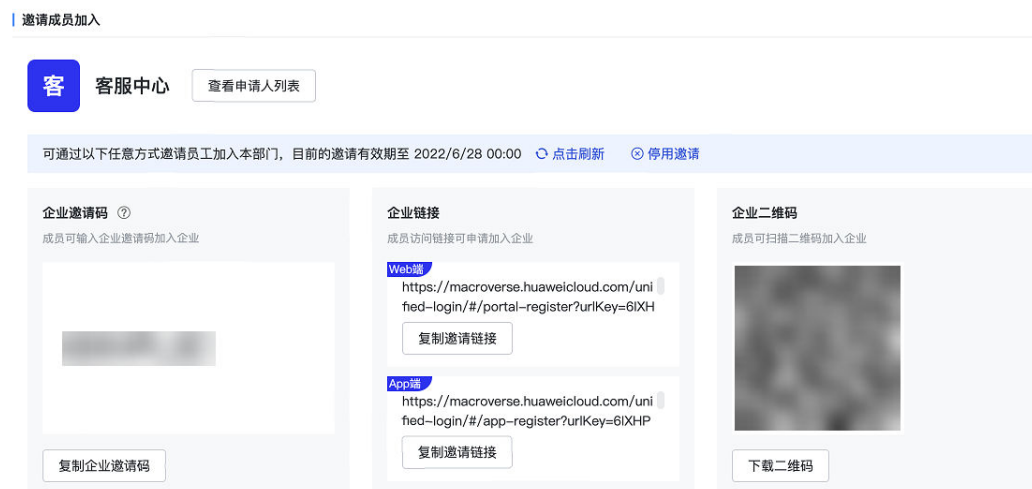 邀请成员加入
客
客服中心
查看申请人列表
可通过以下任意方式邀请员工加入本部门，目前的邀请有效期至 2022/6/28 00:00 点击刷新 停用邀请
企业邀请码 ?
成员可输入企业邀请码加入企业
复制企业邀请码
企业链接
成员访问链接可申请加入企业
Web端
https://macroverse.huaweicloud.com/uni
fied-login/#/portal-register?urlKey=6lXH
复制邀请链接
App端
https://macroverse.huaweicloud.com/uni
fied-login/#/app-register?urlKey=6lXHP
复制邀请链接
企业二维码
成员可扫描二维码加入企业
下载二维码